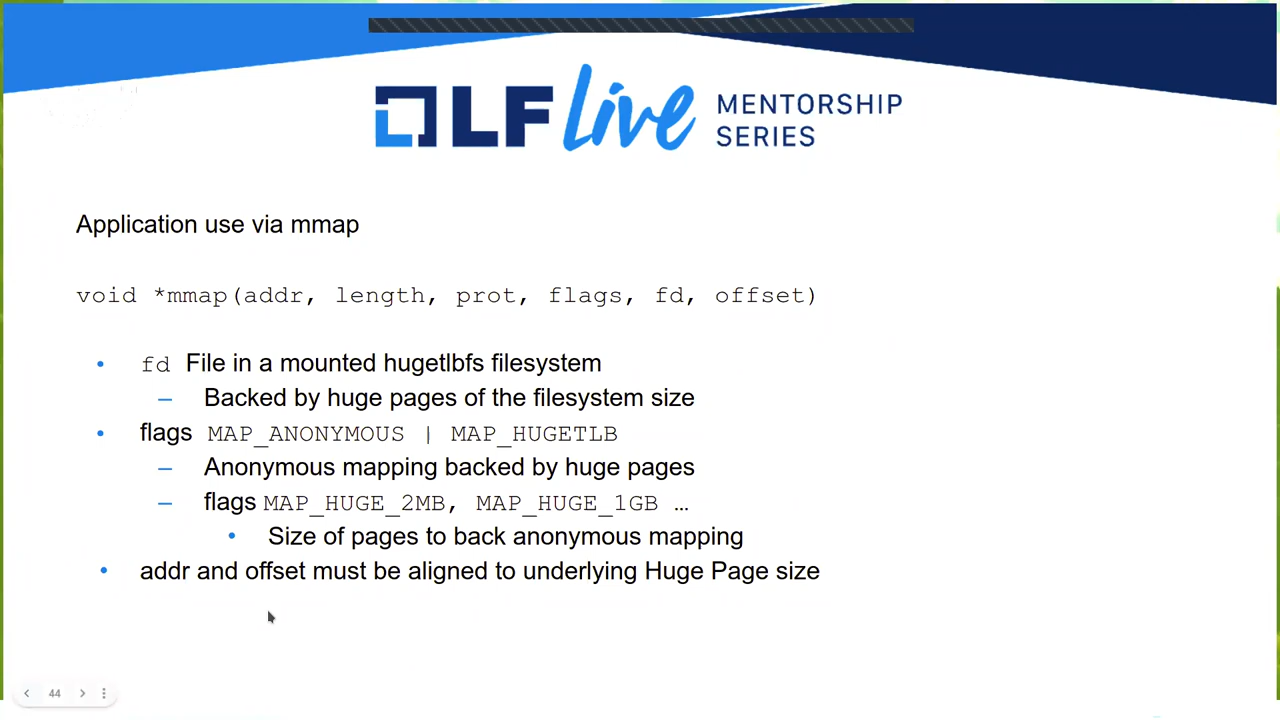 LF Live MENTORSHIP
SERIES
Application use via mmap
void *mmap(addr, length, prot, flags, fd, offset)
• fd File in a mounted hugetlbfs filesystem
– Backed by huge pages of the filesystem size
• flags MAP_ANONYMOUS | MAP_HUGETLB
– Anonymous mapping backed by huge pages
– flags MAP_HUGE_2MB, MAP_HUGE_1GB …
• Size of pages to back anonymous mapping
• addr and offset must be aligned to underlying Huge Page size
44